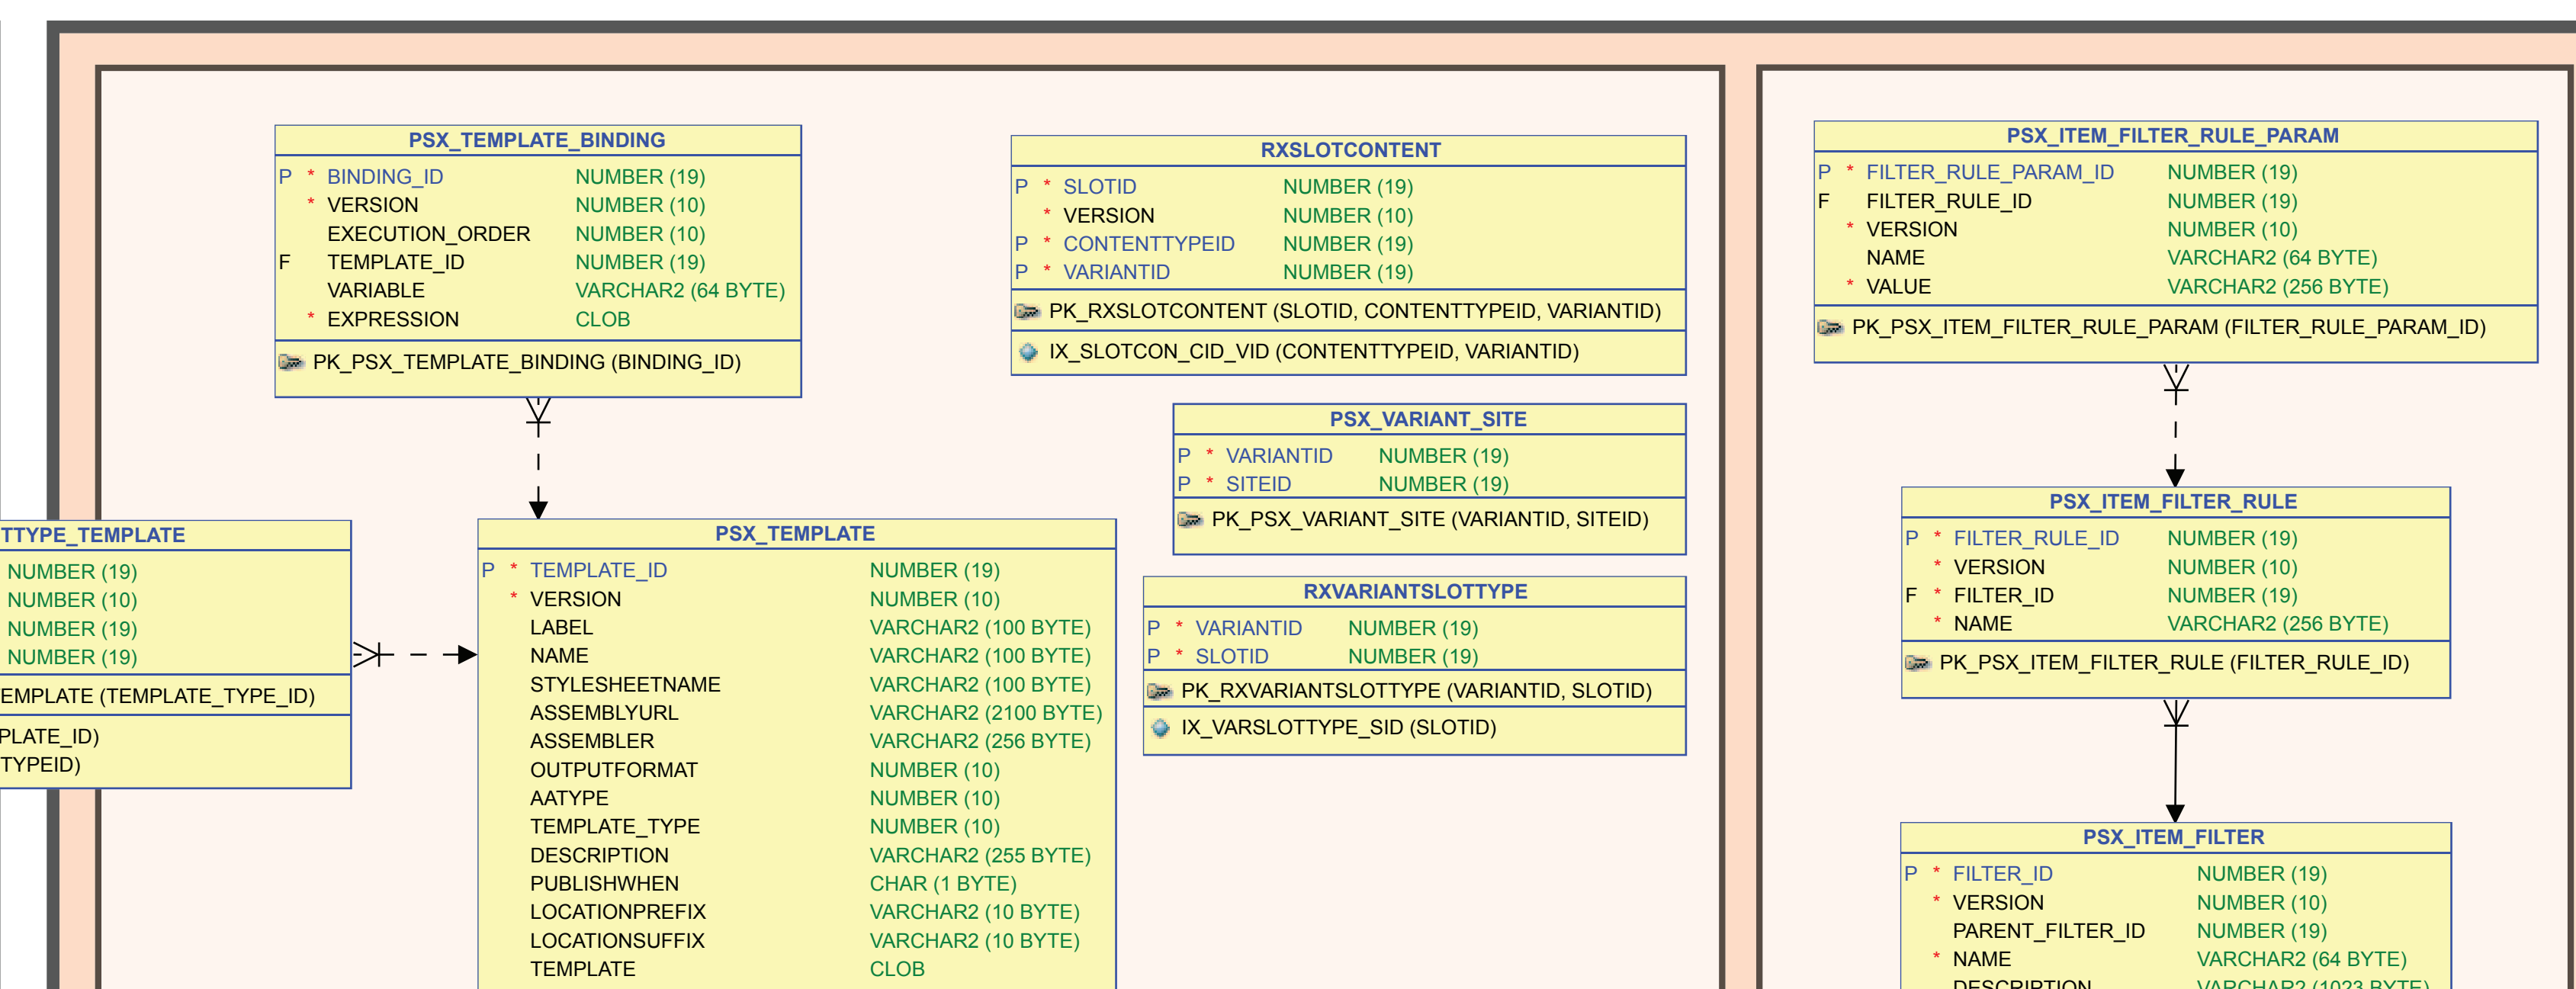 PSX_TEMPLATE_BINDING
P * BINDING_ID NUMBER (19)
* VERSION NUMBER (10)
EXECUTION_ORDER NUMBER (10)
F TEMPLATE_ID NUMBER (19)
VARIABLE VARCHAR2 (64 BYTE)
* EXPRESSION CLOB
PK_PSX_TEMPLATE_BINDING (BINDING_ID)
RXSLOTCONTENT
P * SLOTID NUMBER (19)
* VERSION NUMBER (10)
P * CONTENTTYPEID NUMBER (19)
P * VARIANTID NUMBER (19)
PK_RXSLOTCONTENT (SLOTID, CONTENTTYPEID, VARIANTID)
IX_SLOTCON_CID_VID (CONTENTTYPEID, VARIANTID)
PSX_VARIANT_SITE
P * VARIANTID NUMBER (19)
P * SITEID NUMBER (19)
PK_PSX_VARIANT_SITE (VARIANTID, SITEID)
TTYPE_TEMPLATE
NUMBER (19)
NUMBER (10)
NUMBER (19)
NUMBER (19)
EMPLATE (TEMPLATE_TYPE_ID)
PLATE_ID)
TYPEID)
PSX_TEMPLATE
P * TEMPLATE_ID NUMBER (19)
* VERSION NUMBER (10)
LABEL VARCHAR2 (100 BYTE)
NAME VARCHAR2 (100 BYTE)
STYLESHEETNAME VARCHAR2 (100 BYTE)
ASSEMBLYURL VARCHAR2 (2100 BYTE)
ASSEMBLER VARCHAR2 (256 BYTE)
OUTPUTFORMAT NUMBER (10)
AATYPE NUMBER (10)
TEMPLATE_TYPE NUMBER (10)
DESCRIPTION VARCHAR2 (255 BYTE)
PUBLISHWHEN CHAR (1 BYTE)
LOCATIONPREFIX VARCHAR2 (10 BYTE)
LOCATIONSUFFIX VARCHAR2 (10 BYTE)
TEMPLATE CLOB
RXVARIANTSLOTTYPE
P * VARIANTID NUMBER (19)
P * SLOTID NUMBER (19)
PK_RXVARIANTSLOTTYPE (VARIANTID, SLOTID)
IX_VARSLOTTYPE_SID (SLOTID)
PSX_ITEM_FILTER_RULE_PARAM
P * FILTER_RULE_PARAM_ID NUMBER (19)
F FILTER_RULE_ID NUMBER (19)
* VERSION NUMBER (10)
NAME VARCHAR2 (64 BYTE)
* VALUE VARCHAR2 (256 BYTE)
PK_PSX_ITEM_FILTER_RULE_PARAM (FILTER_RULE_PARAM_ID)
PSX_ITEM_FILTER_RULE
P * FILTER_RULE_ID NUMBER (19)
* VERSION NUMBER (10)
F * FILTER_ID NUMBER (19)
* NAME VARCHAR2 (256 BYTE)
PK_PSX_ITEM_FILTER_RULE (FILTER_RULE_ID)
PSX_ITEM_FILTER
P * FILTER_ID NUMBER (19)
* VERSION NUMBER (10)
PARENT_FILTER_ID NUMBER (19)
* NAME VARCHAR2 (64 BYTE)
DESCRIPTION VARCHAR2 (1023 BYTE)